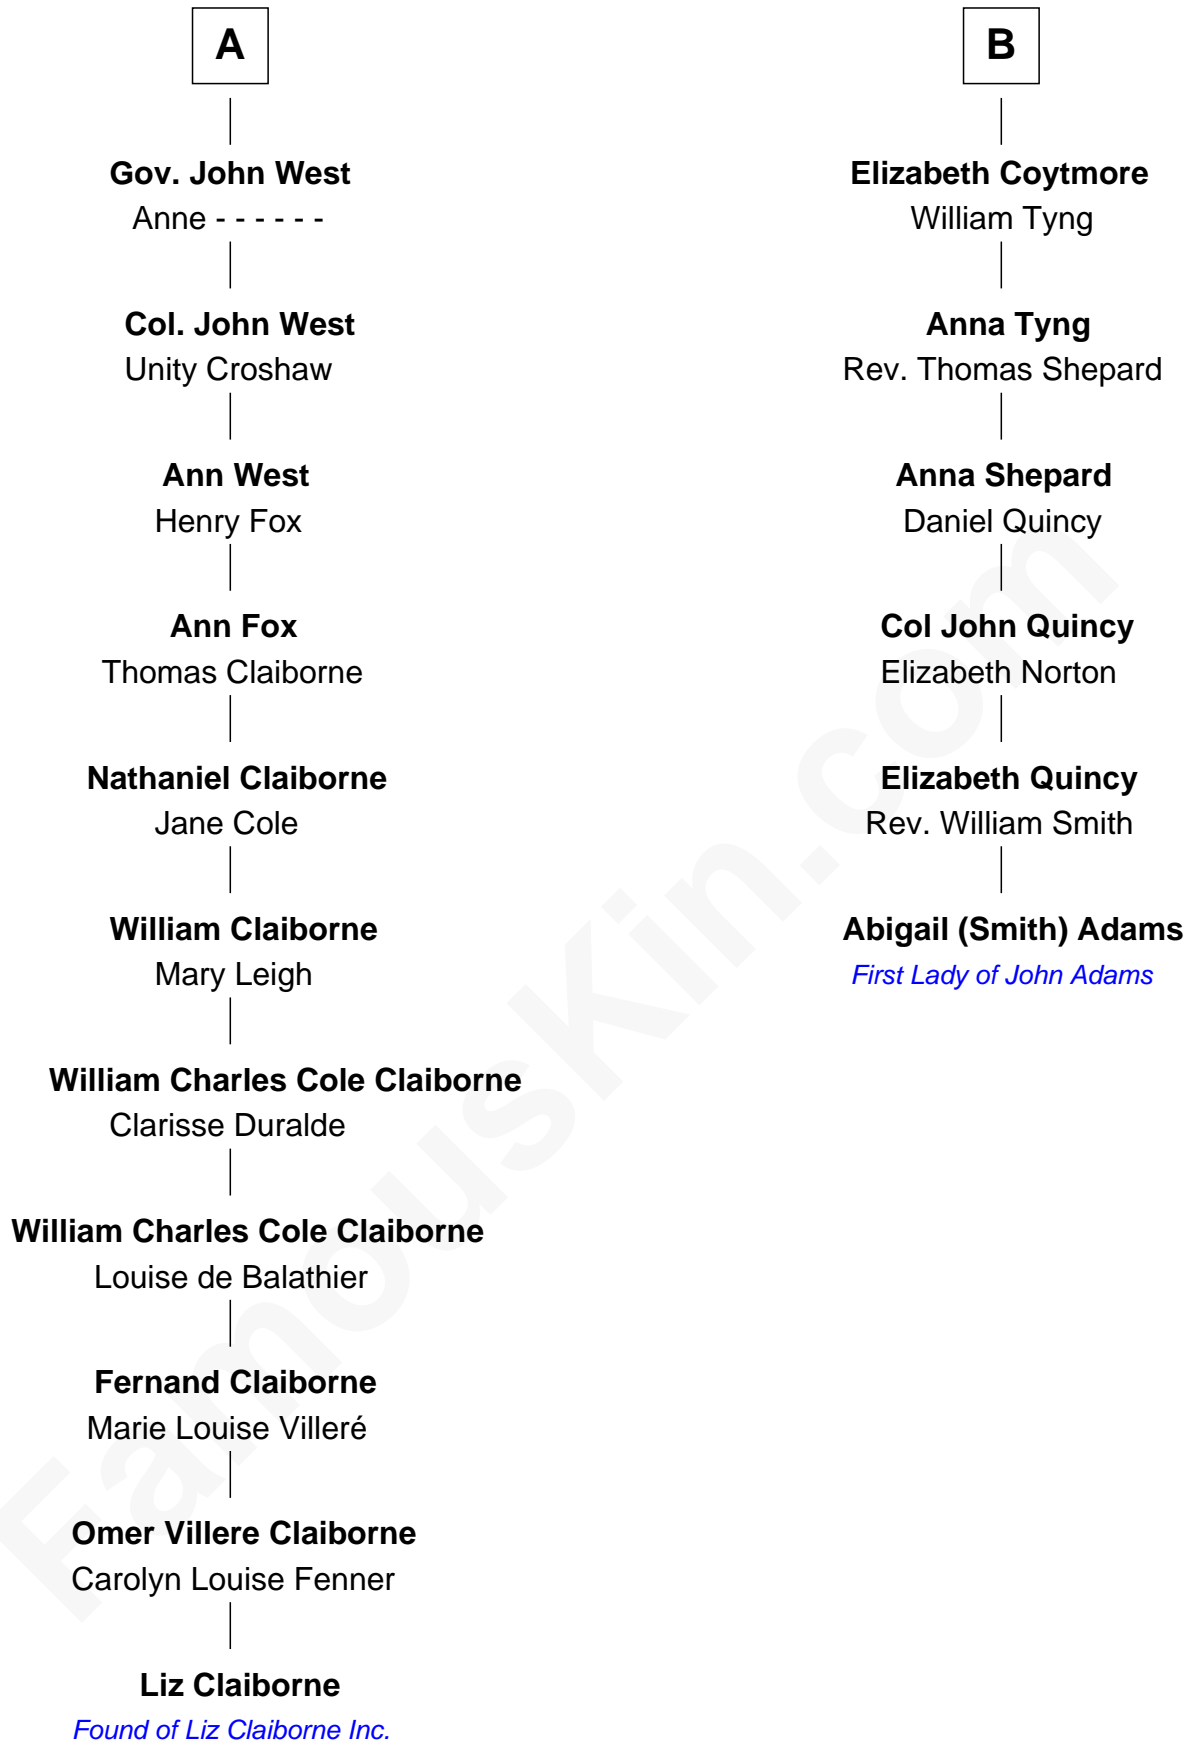 A
Gov. John West
Anne - - - - - -
Col. John West
Unity Croshaw
Ann West
Henry Fox
Ann Fox
Thomas Claiborne
Nathaniel Claiborne
Jane Cole
William Claiborne
Mary Leigh
William Charles Cole Claiborne
Clarisse Duralde
William Charles Cole Claiborne
Louise de Balathier
Fernand Claiborne
Marie Louise Villeré
Omer Villere Claiborne
Carolyn Louise Fenner
Liz Claiborne
Found of Liz Claiborne Inc.
B
Elizabeth Coytmore
William Tyng
Anna Tyng
Rev. Thomas Shepard
Anna Shepard
Daniel Quincy
Col John Quincy
Elizabeth Norton
Elizabeth Quincy
Rev. William Smith
Abigail (Smith) Adams
First Lady of John Adams
FamousKin.com